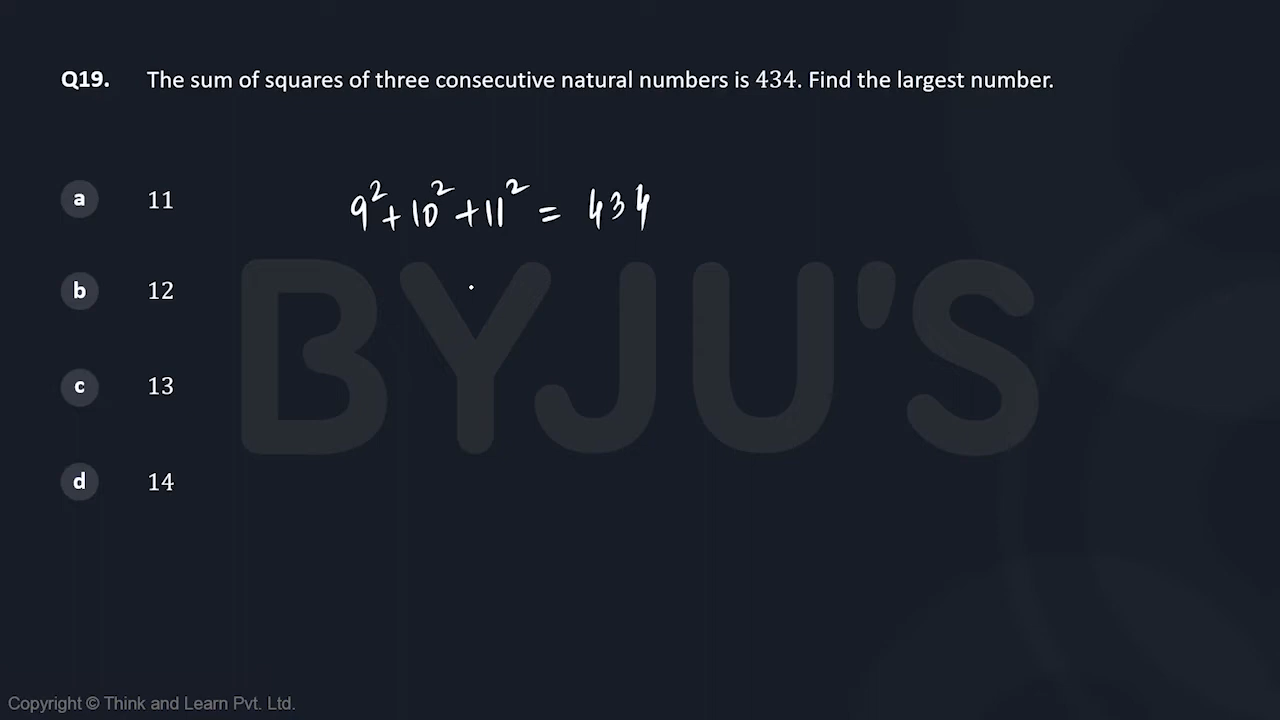 Q19. The sum of squares of three consecutive natural numbers is 434. Find the largest number.
a 11
9² + 10² + 11² = 434
b 12
BYJU'S
c 13
d 14
Copyright © Think and Learn Pvt. Ltd.